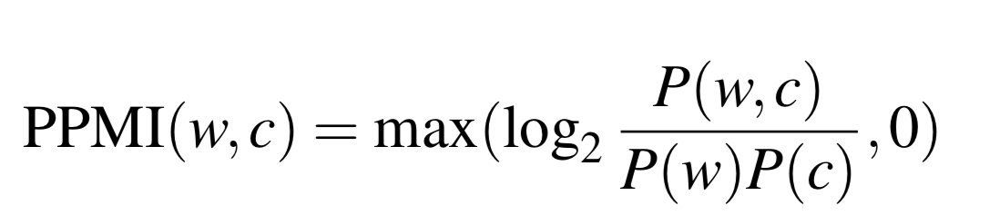 PPMI(w,c) = max(log₂ P(w,c) / P(w)P(c) , 0)